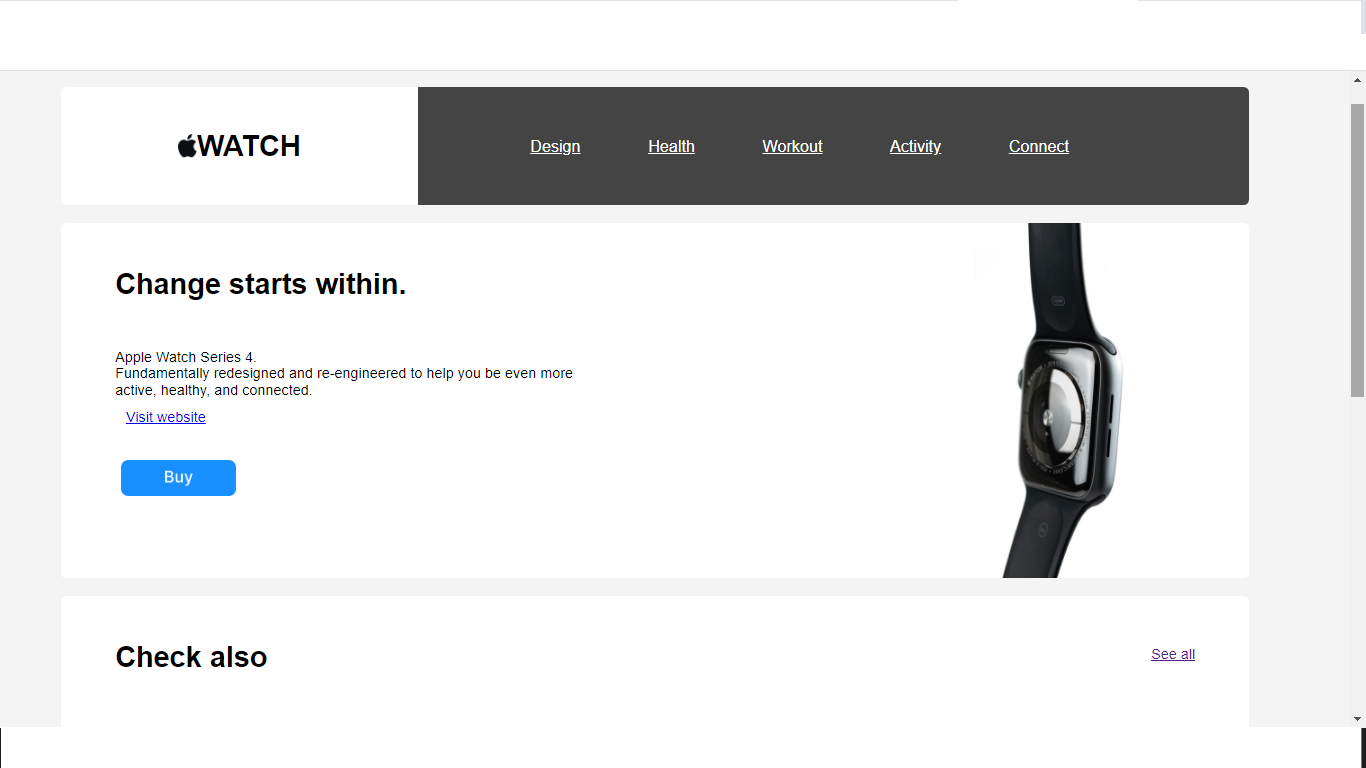 WATCH
Design Health Workout Activity Connect
Change starts within.
Apple Watch Series 4.
Fundamentally redesigned and re-engineered to help you be even more
active, healthy, and connected.
Visit website
Buy
Check also
See all